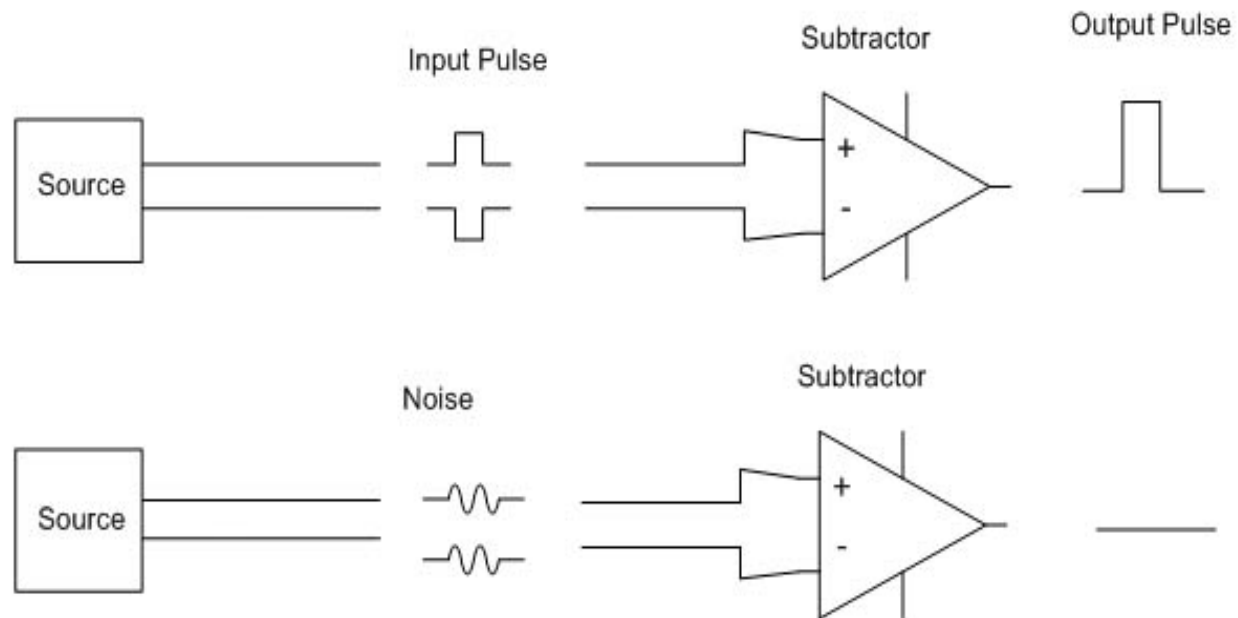 Output Pulse
Subtractor
Input Pulse
Source
+
-
Subtractor
Noise
Source
+
-